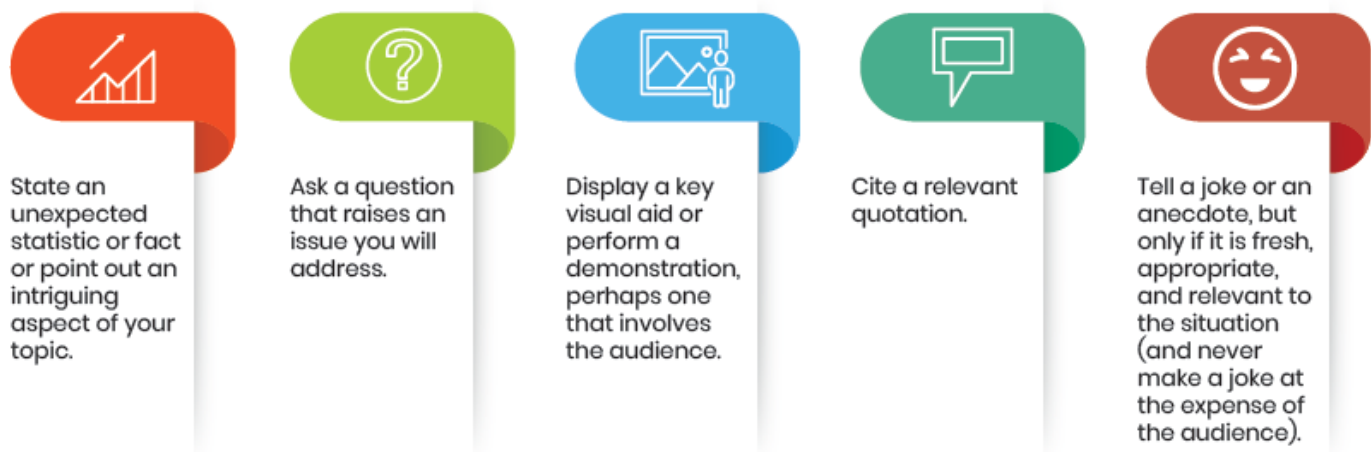 State an
unexpected
statistic or fact
or point out an
intriguing
aspect of your
topic.
Ask a question
that raises an
issue you will
address.
Display a key
visual aid or
perform a
demonstration,
perhaps one
that involves
the audience.
Cite a relevant
quotation.
Tell a joke or an
anecdote, but
only if it is fresh,
appropriate,
and relevant to
the situation
(and never
make a joke at
the expense of
the audience).